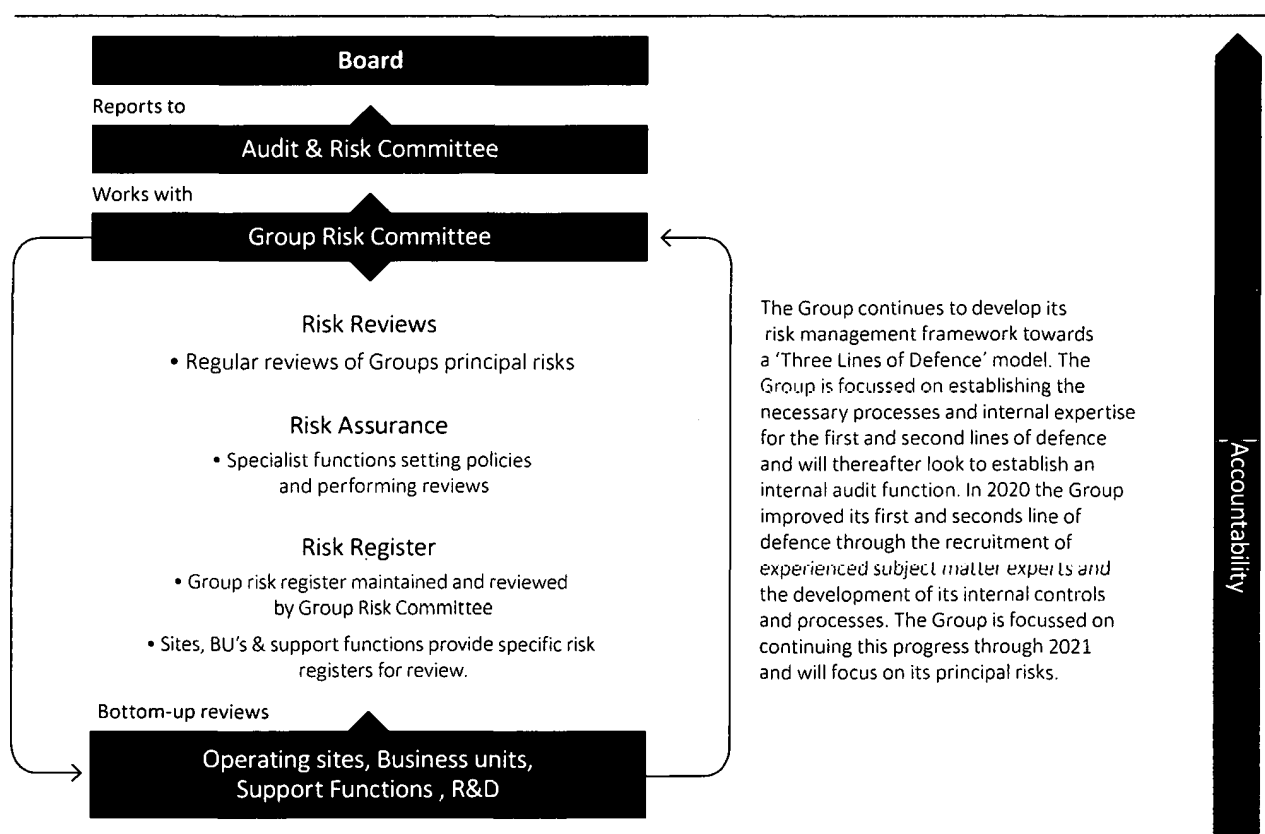 Board
Reports to
Audit & Risk Committee
Works with
Group Risk Committee
Risk Reviews
• Regular reviews of Groups principal risks
Risk Assurance
• Specialist functions setting policies
and performing reviews
Risk Register
• Group risk register maintained and reviewed
by Group Risk Committee
• Sites, BU's & support functions provide specific risk
registers for review.
Bottom-up reviews
Operating sites, Business units,
Support Functions , R&D
The Group continues to develop its
risk management framework towards
a ‘Three Lines of Defence’ model. The
Group is focussed on establishing the
necessary processes and internal expertise
for the first and second lines of defence
and will thereafter look to establish an
internal audit function. In 2020 the Group
improved its first and seconds line of
defence through the recruitment of
experienced subject matter experts and
the development of its internal controls
and processes. The Group is focussed on
continuing this progress through 2021
and will focus on its principal risks.
Accountability